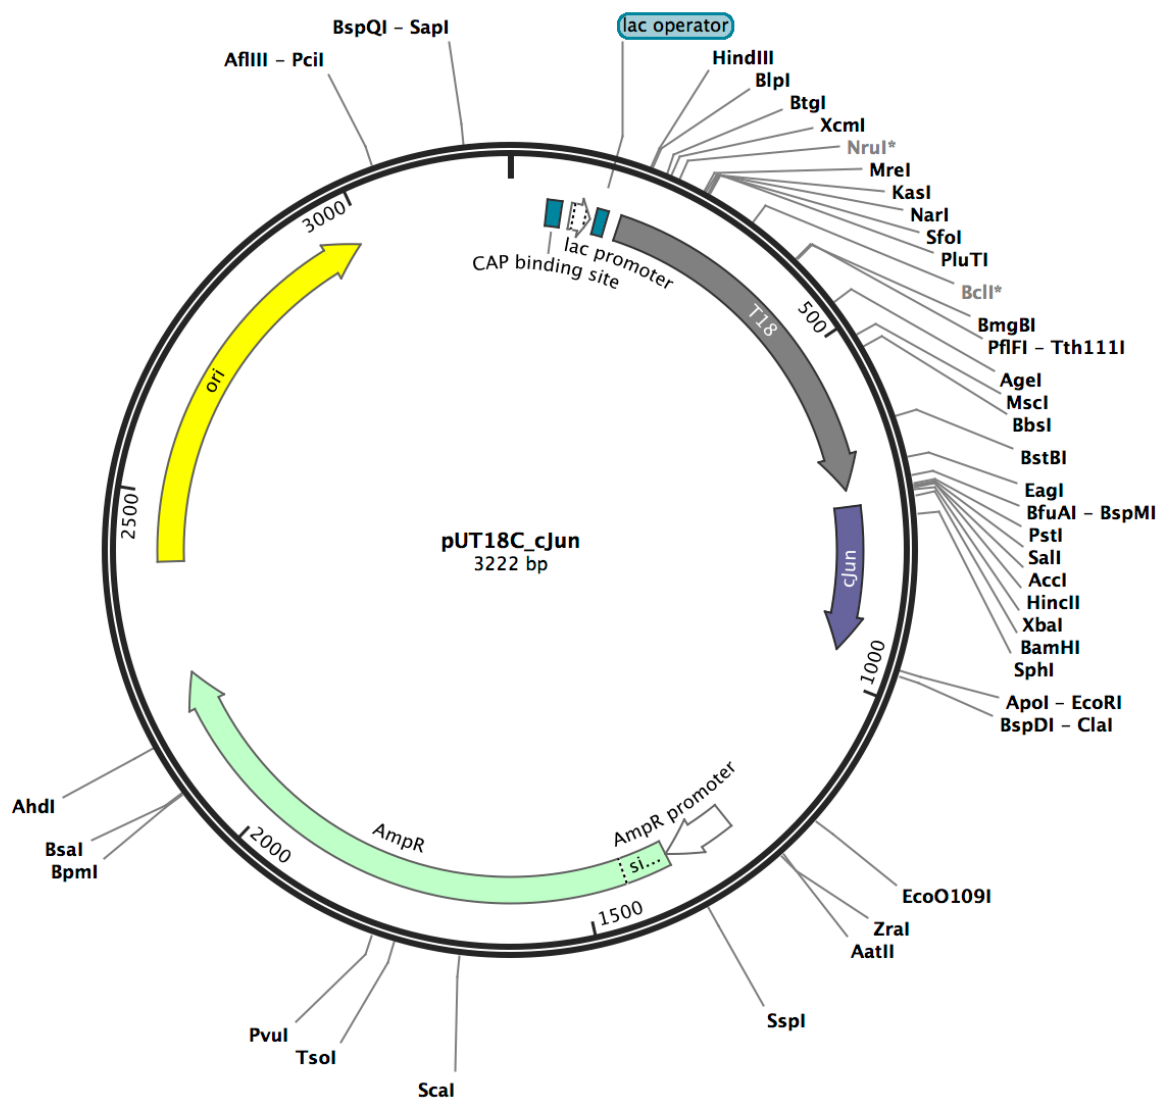 BspQI - SapI
AflIII - PciI
lac operator
HindIII
BlpI
BtgI
XcmI
NruI*
MreI
KasI
NarI
SfoI
PluTI
BclI*
BmgBI
PflFI - Tth111I
AgeI
MscI
BbsI
BstBI
EagI
BfuAI - BspMI
PstI
SalI
AccI
HincII
XbaI
BamHI
SphI
ApoI - EcoRI
BspDI - ClaI
EcoO109I
ZraI
AatII
SspI
ScaI
TsoI
PvuI
BpmI
BsaI
AhdI
3000
500
2500
1000
2000
1500
CAP binding site
lac promoter
T18
cJun
ori
pUT18C_cJun
3222 bp
AmpR promoter
si...
AmpR